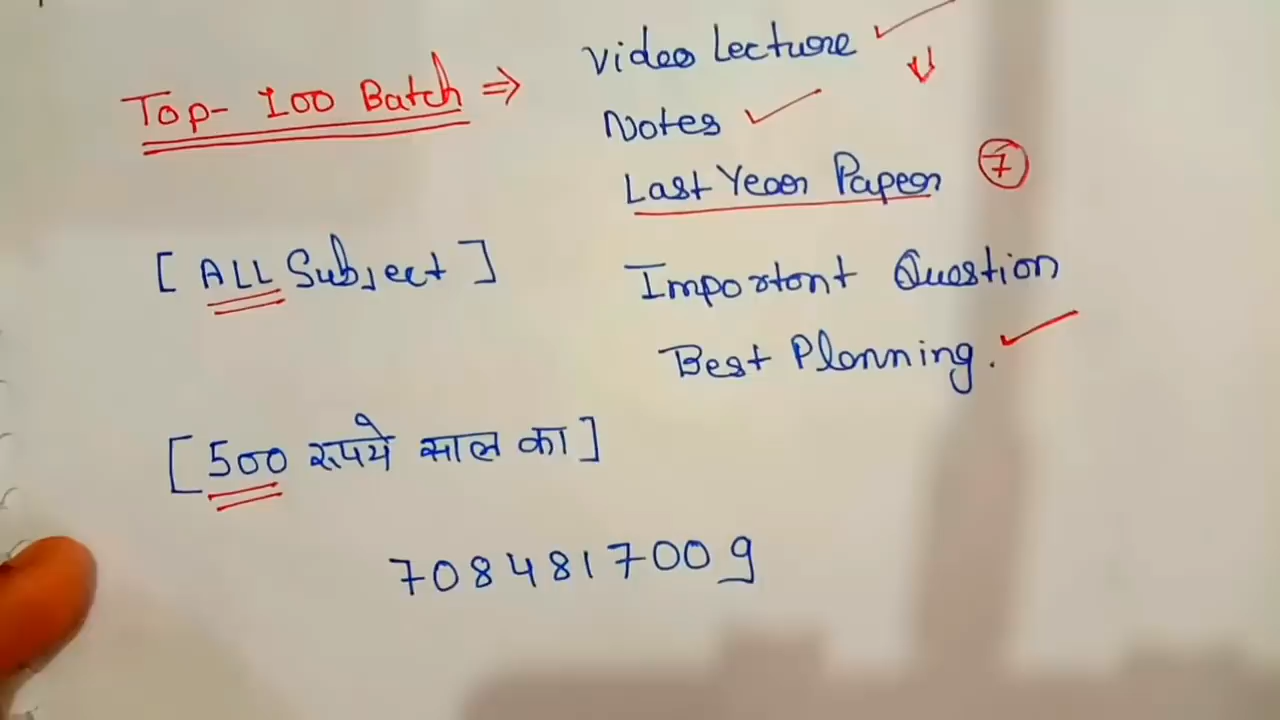 Top- 100 Batch ⇒
Video Lecture
Notes
Last Year Paper 7
[ ALL Subject ]
Important Question
Best Planning.
[ 500 रूपये साल का ]
7084817009